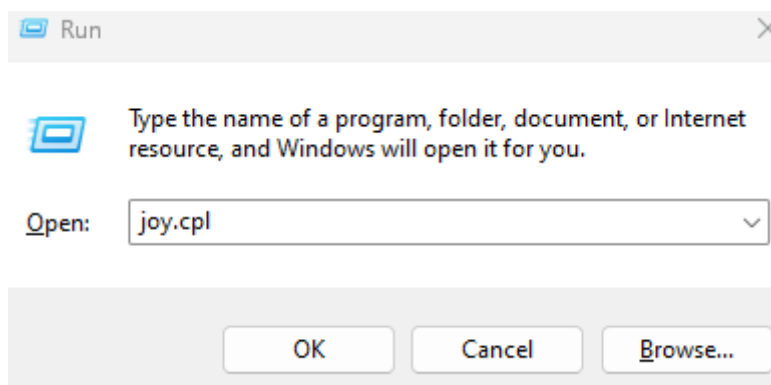 Run
Type the name of a program, folder, document, or Internet
resource, and Windows will open it for you.
Open: joy.cpl
OK Cancel Browse...